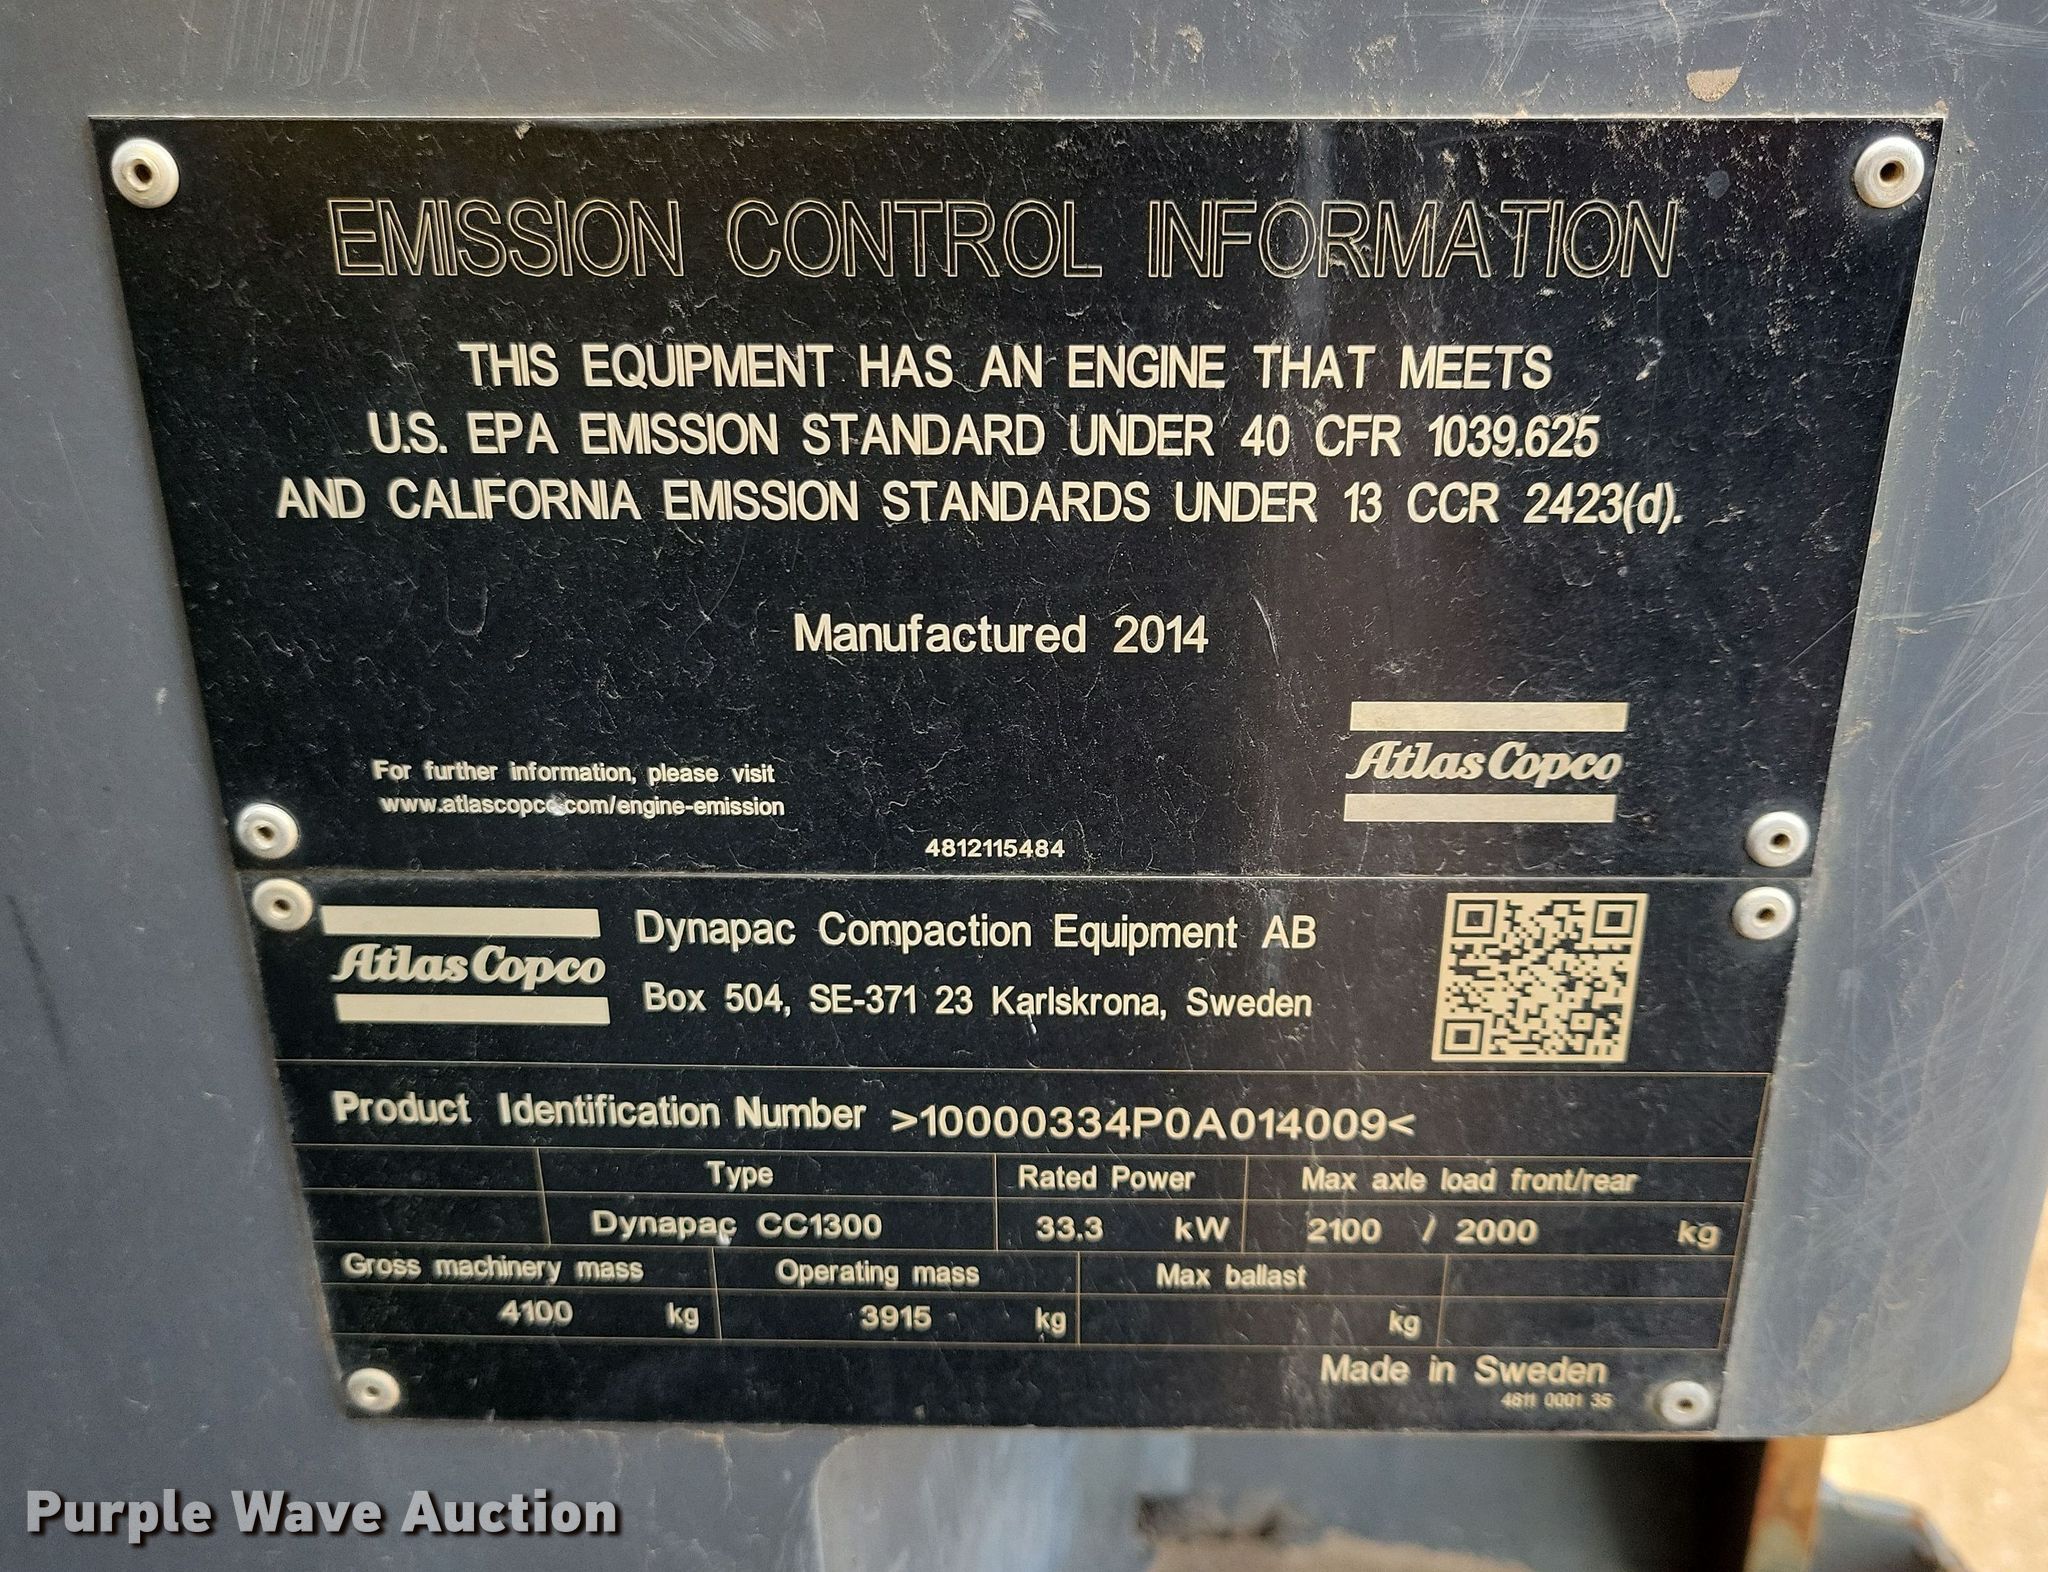 EMISSION CONTROL INFORMATION
THIS EQUIPMENT HAS AN ENGINE THAT MEETS
U.S. EPA EMISSION STANDARD UNDER 40 CFR 1039.625
AND CALIFORNIA EMISSION STANDARDS UNDER 13 CCR 2423(d).
Manufactured 2014
Atlas Copco
For further information, please visit
www.atlascopco.com/engine-emission
4812115484
Atlas Copco
Dynapac Compaction Equipment AB
Box 504, SE-371 23 Karlskrona, Sweden
Product Identification Number >10000334P0A014009<
Type Rated Power Max axle load front/rear
Dynapac CC1300 33.3 kW 2100 / 2000 kg
Gross machinery mass Operating mass Max ballast
4100 kg 3915 kg kg
Made in Sweden
4811 0001 35
Purple Wave Auction